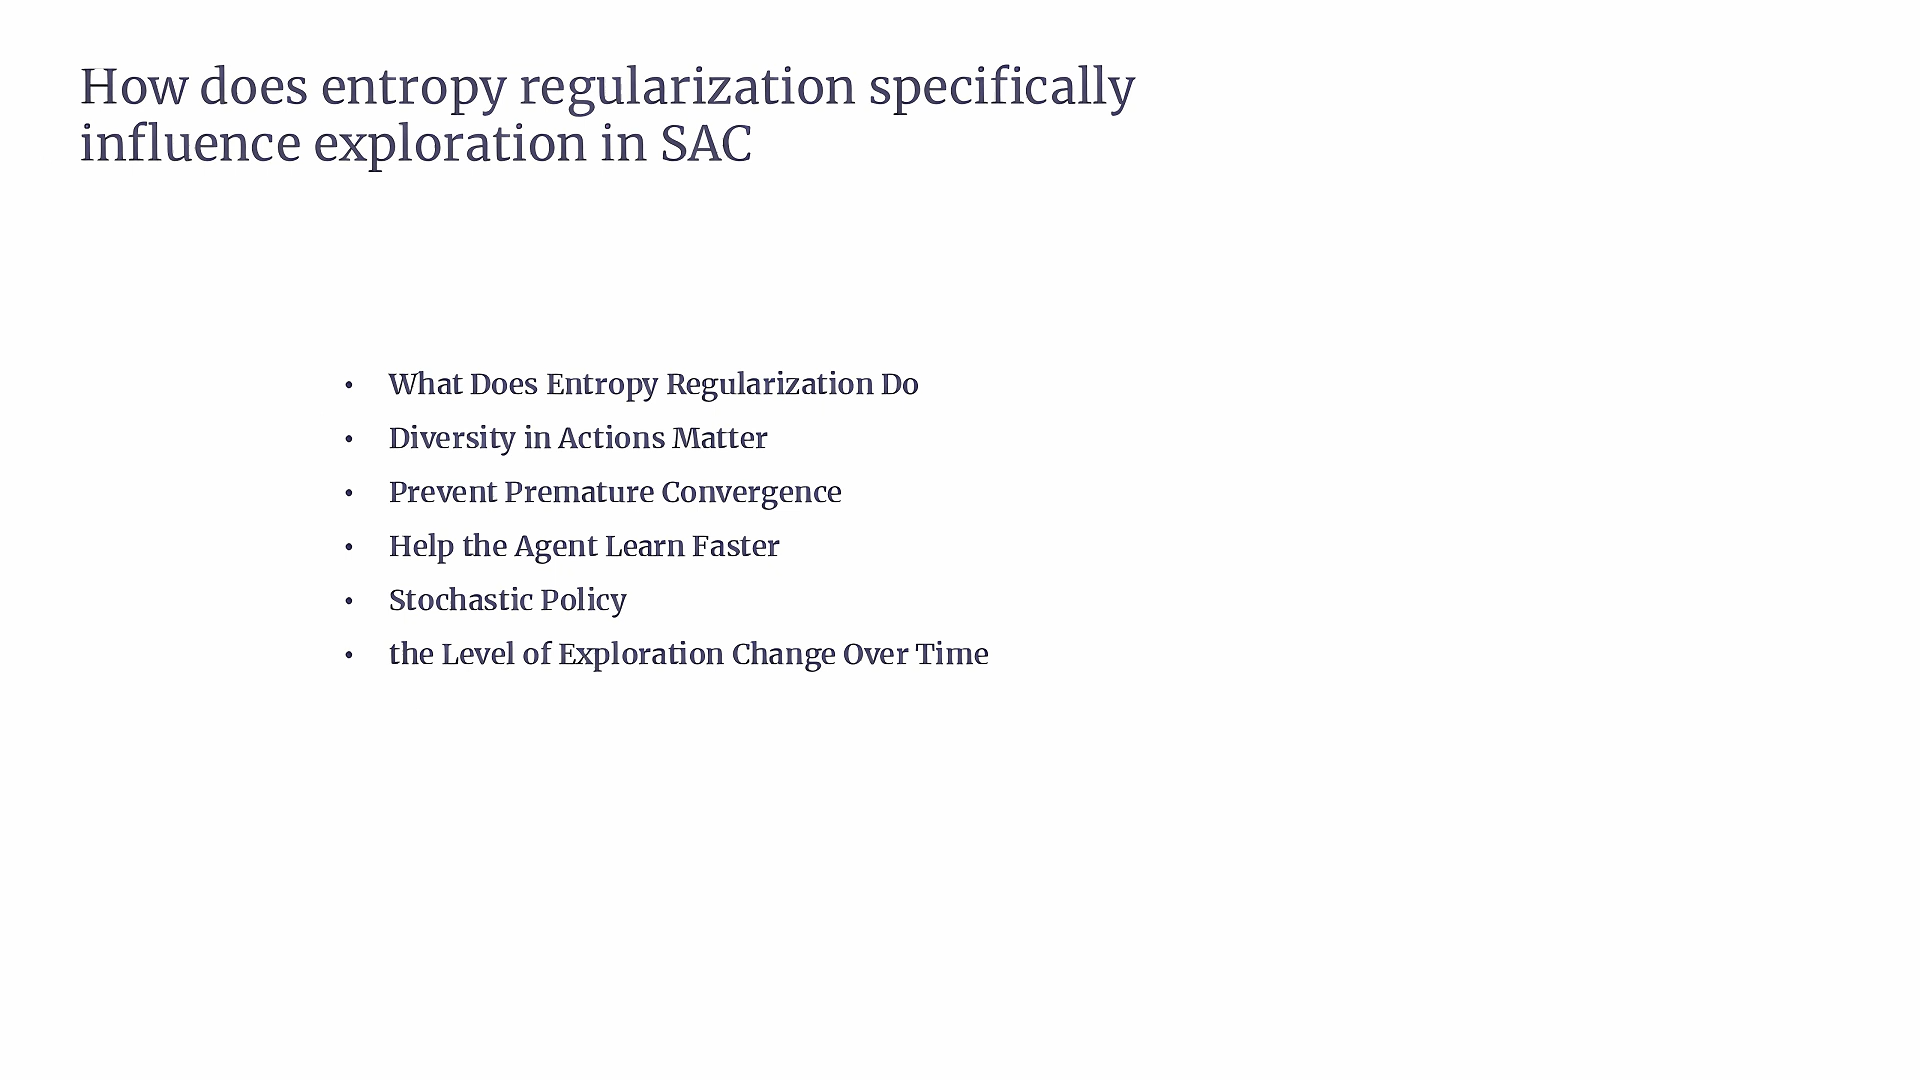 How does entropy regularization specifically
influence exploration in SAC
• What Does Entropy Regularization Do
• Diversity in Actions Matter
• Prevent Premature Convergence
• Help the Agent Learn Faster
• Stochastic Policy
• the Level of Exploration Change Over Time